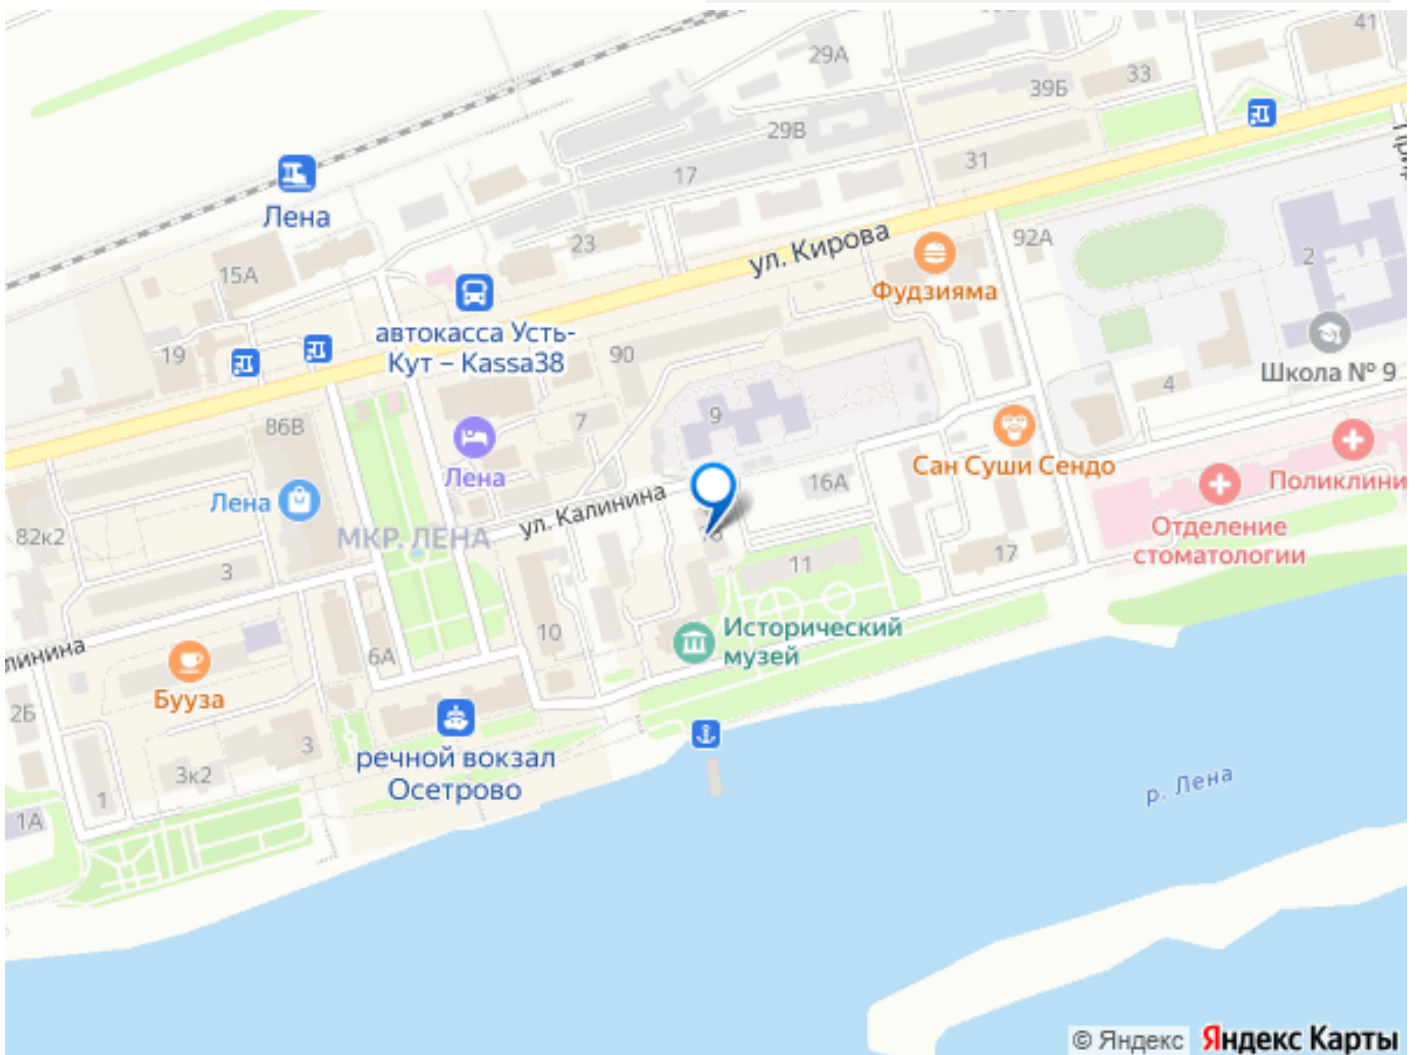 41
29А
33
39Б
29В
31
17
Лена
23
ул. Кирова
92А
2
15А
Фудзияма
автокасса Усть-
Кут – Kassa38
19
90
Школа № 9
4
86В
7
9
Сан Суши Сендо
Поликлини
Лена
Лена
16А
ул. Калинина
82к2
МКР. ЛЕНА
Отделение
стоматологии
17
3
11
10
Исторический
музей
линина
6А
Бууза
2Б
3
речной вокзал
Осетрово
3к2
1
р. Лена
1А
© Яндекс Яндекс Карты